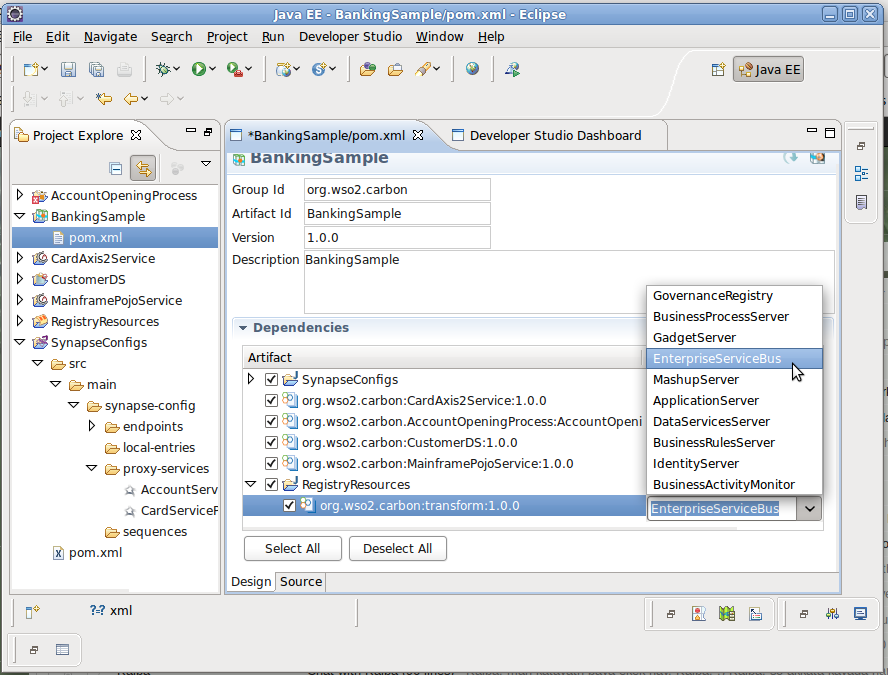 Java EE - BankingSample/pom.xml - Eclipse
File Edit Navigate Search Project Run Developer Studio Window Help
Java EE
Project Explore
*BankingSample/pom.xml
Developer Studio Dashboard
AccountOpeningProcess
BankingSample
pom.xml
CardAxis2Service
CustomerDS
MainframePojoService
RegistryResources
SynapseConfigs
src
main
synapse-config
endpoints
local-entries
proxy-services
AccountServ
CardServiceF
sequences
pom.xml
BankingSample
Group Id org.wso2.carbon
Artifact Id BankingSample
Version 1.0.0
Description BankingSample
Dependencies
Artifact
SynapseConfigs
org.wso2.carbon:CardAxis2Service:1.0.0
org.wso2.carbon.AccountOpeningProcess:AccountOpeni
org.wso2.carbon:CustomerDS:1.0.0
org.wso2.carbon:MainframePojoService:1.0.0
RegistryResources
org.wso2.carbon:transform:1.0.0
EnterpriseServiceBus
GovernanceRegistry
BusinessProcessServer
GadgetServer
EnterpriseServiceBus
MashupServer
ApplicationServer
DataServicesServer
BusinessRulesServer
IdentityServer
BusinessActivityMonitor
Select All Deselect All
Design Source
?-? xml